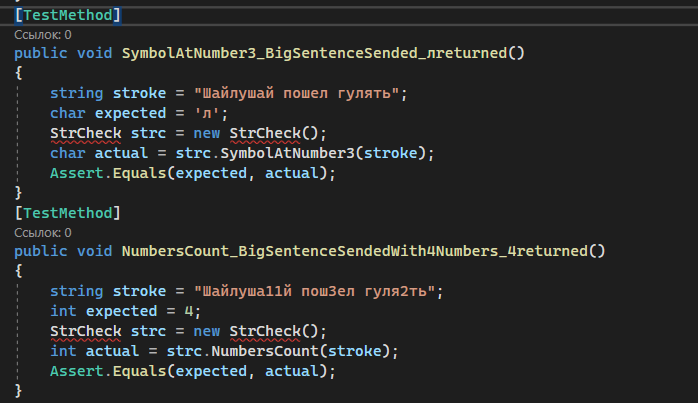 [TestMethod]
Ссылок: 0
public void SymbolAtNumber3_BigSentenceSended_лreturned()
{
    string stroke = "Шайлушай пошел гулять";
    char expected = 'л';
    StrCheck strc = new StrCheck();
    char actual = strc.SymbolAtNumber3(stroke);
    Assert.Equals(expected, actual);
}
[TestMethod]
Ссылок: 0
public void NumbersCount_BigSentenceSendedWith4Numbers_4returned()
{
    string stroke = "Шайлуша11й пош3ел гуля2ть";
    int expected = 4;
    StrCheck strc = new StrCheck();
    int actual = strc.NumbersCount(stroke);
    Assert.Equals(expected, actual);
}